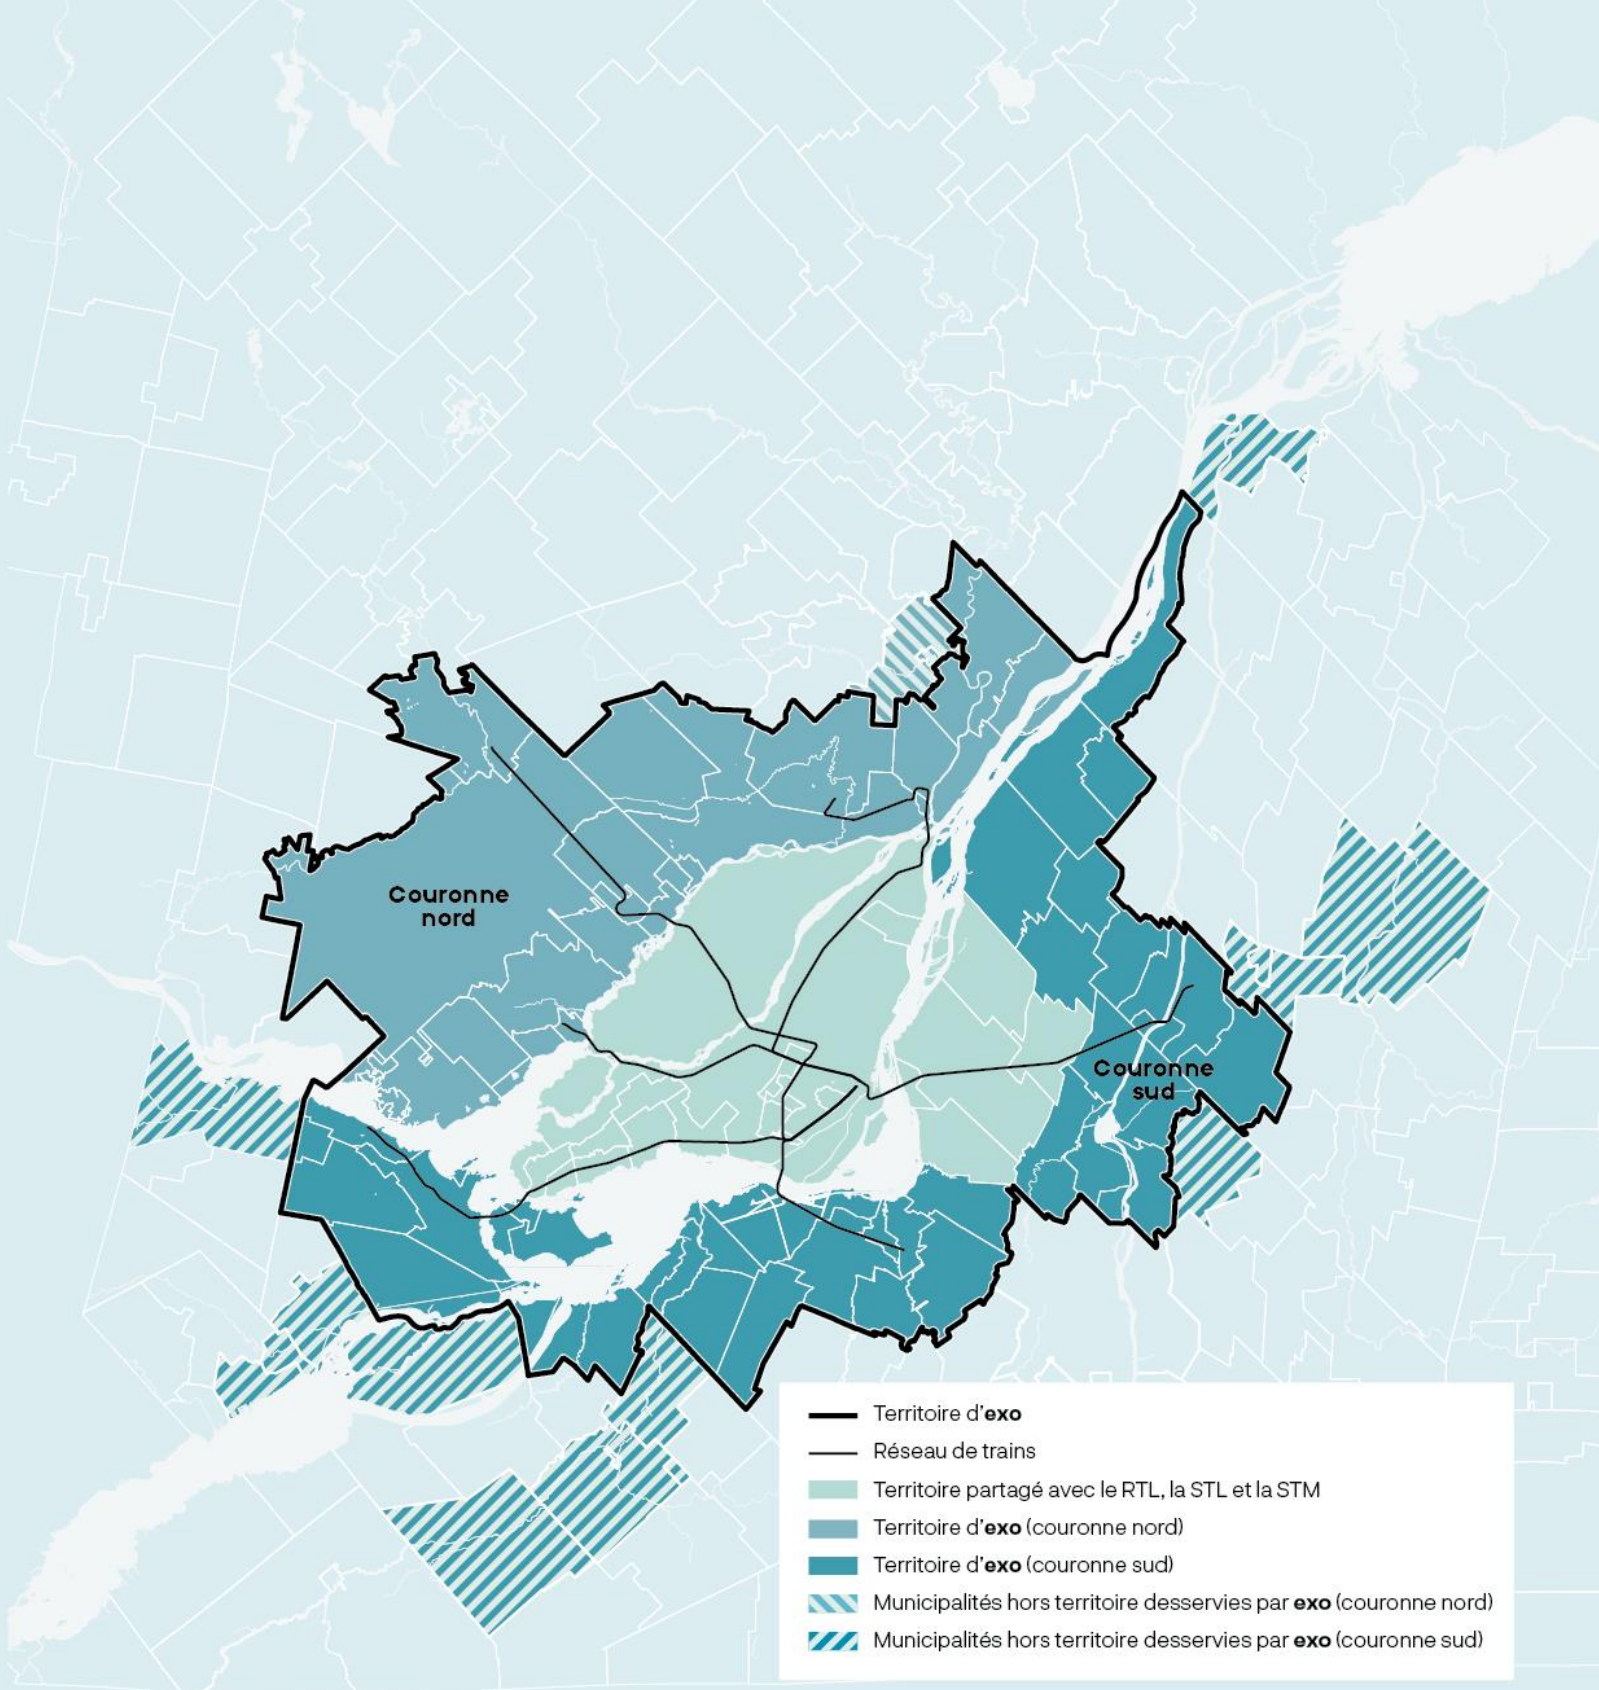 Couronne
nord
Couronne
sud
Territoire d'exo
Réseau de trains
Territoire partagé avec le RTL, la STL et la STM
Territoire d'exo (couronne nord)
Territoire d'exo (couronne sud)
Municipalités hors territoire desservies par exo (couronne nord)
Municipalités hors territoire desservies par exo (couronne sud)